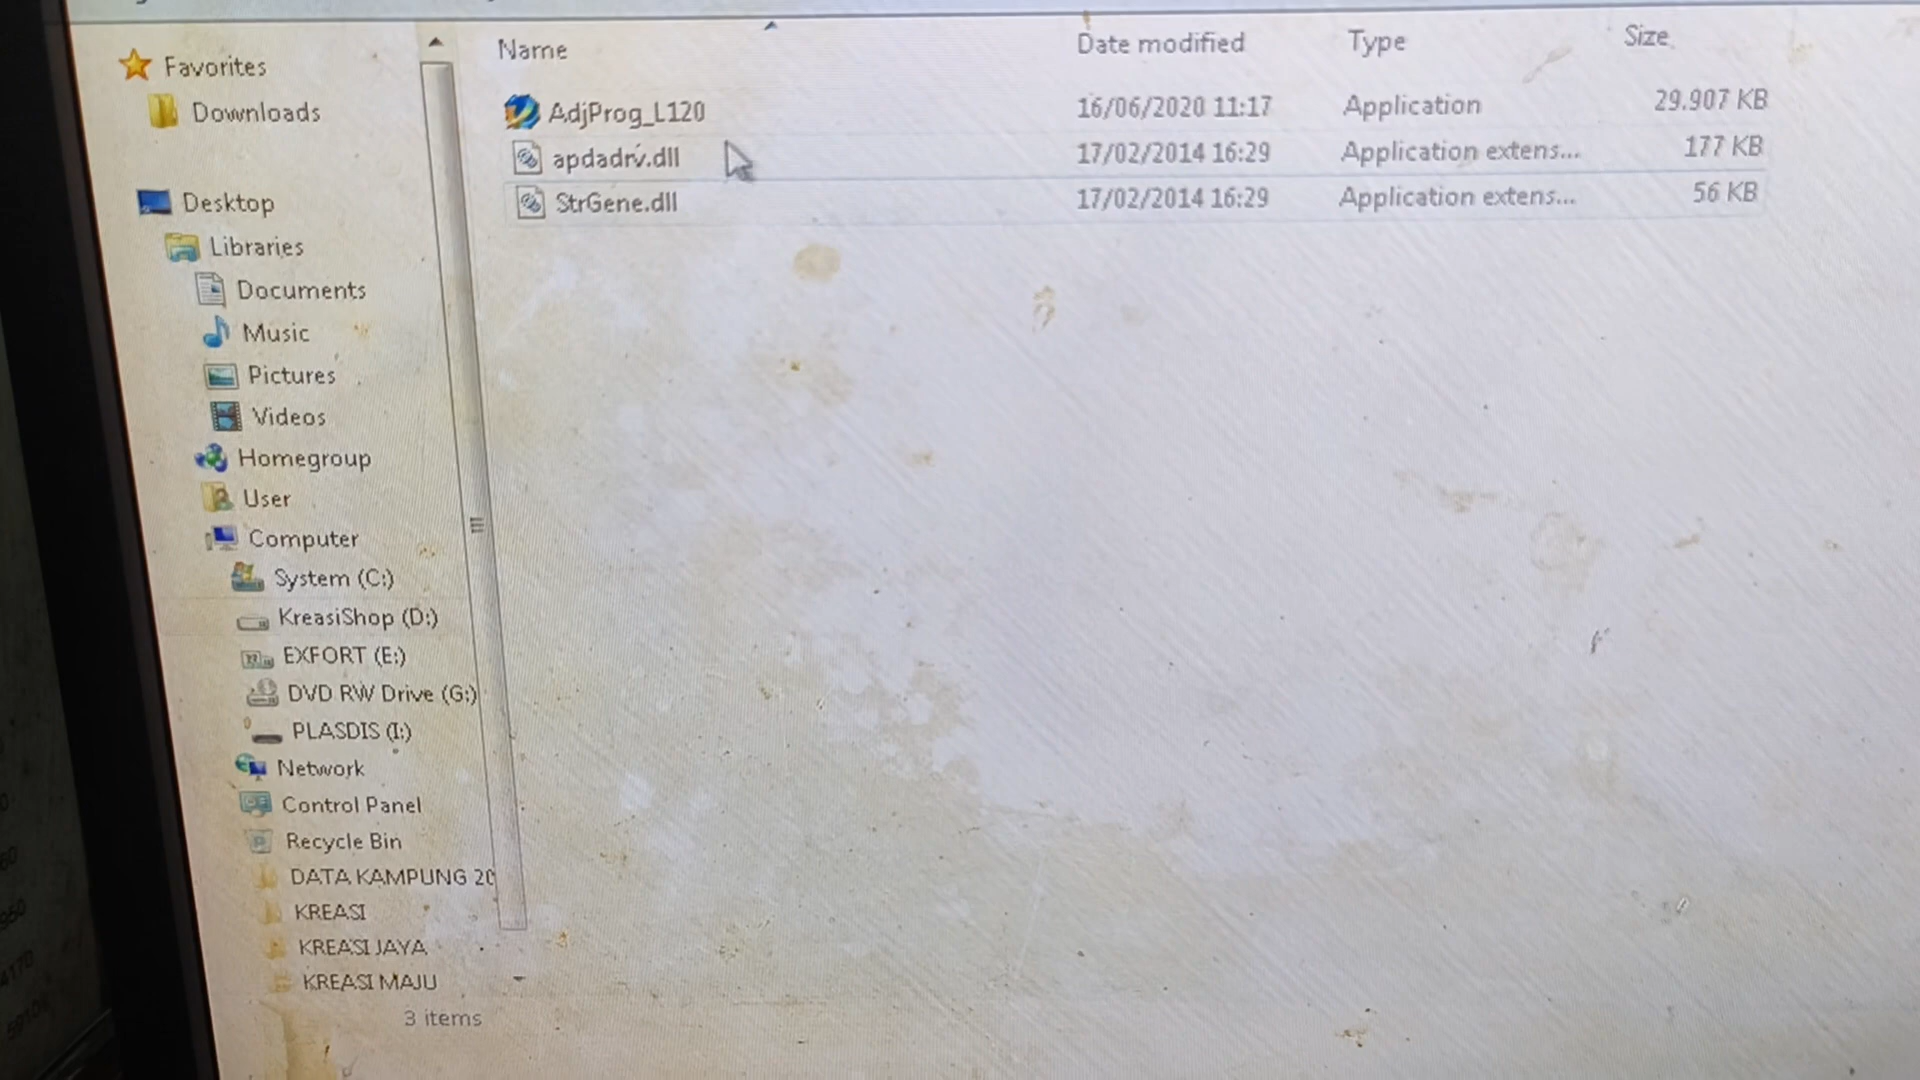 Name Date modified Type Size
AdjProg_L120 16/06/2020 11:17 Application 29.907 KB
apdadrv.dll 17/02/2014 16:29 Application extens... 177 KB
StrGene.dll 17/02/2014 16:29 Application extens... 56 KB
Favorites
Downloads
Desktop
Libraries
Documents
Music
Pictures
Videos
Homegroup
User
Computer
System (C:)
KreasiShop (D:)
EXFORT (E:)
DVD RW Drive (G:)
PLASDIS (I:)
Network
Control Panel
Recycle Bin
DATA KAMPUNG 20
KREASI
KREASI JAYA
KREASI MAJU
3 items